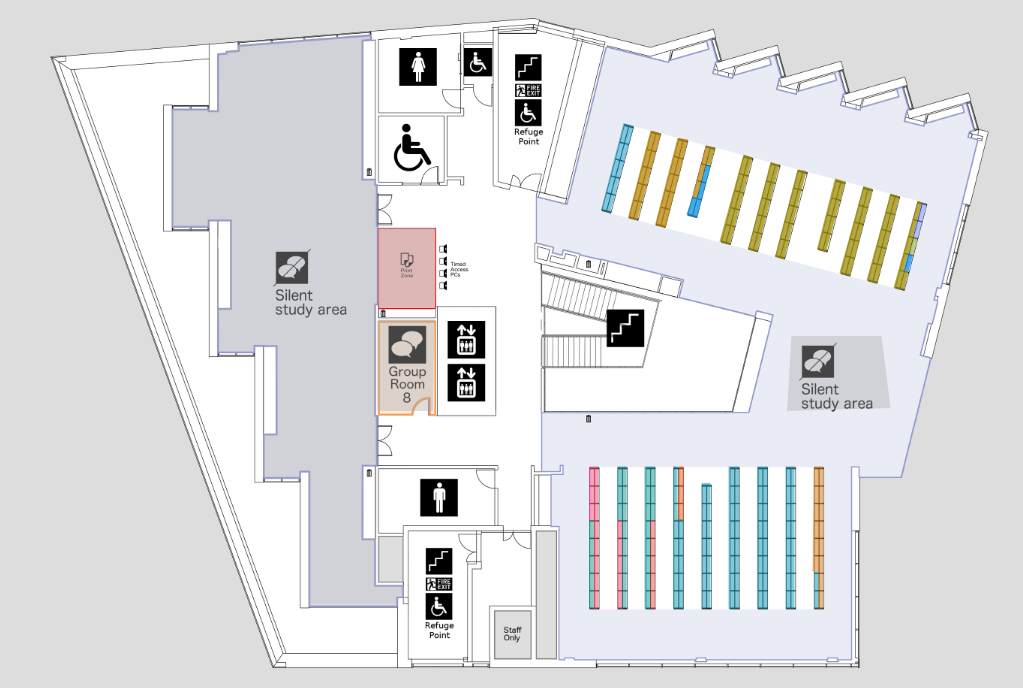 FIRE
EXIT
Refuge
Point
Print
Zone
Timed
Access
PCs
Silent
study area
Group
Room
8
Silent
study area
FIRE
EXIT
Refuge
Point
Staff
Only